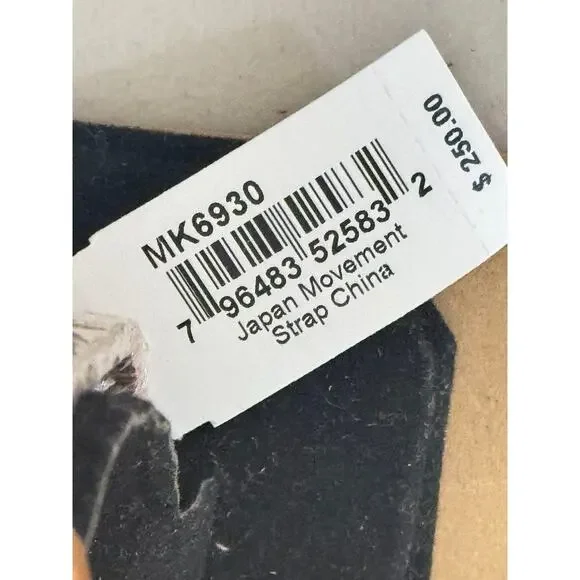 MK6930
7 96483 52583 2
Japan Movement
Strap China
$ 250.00